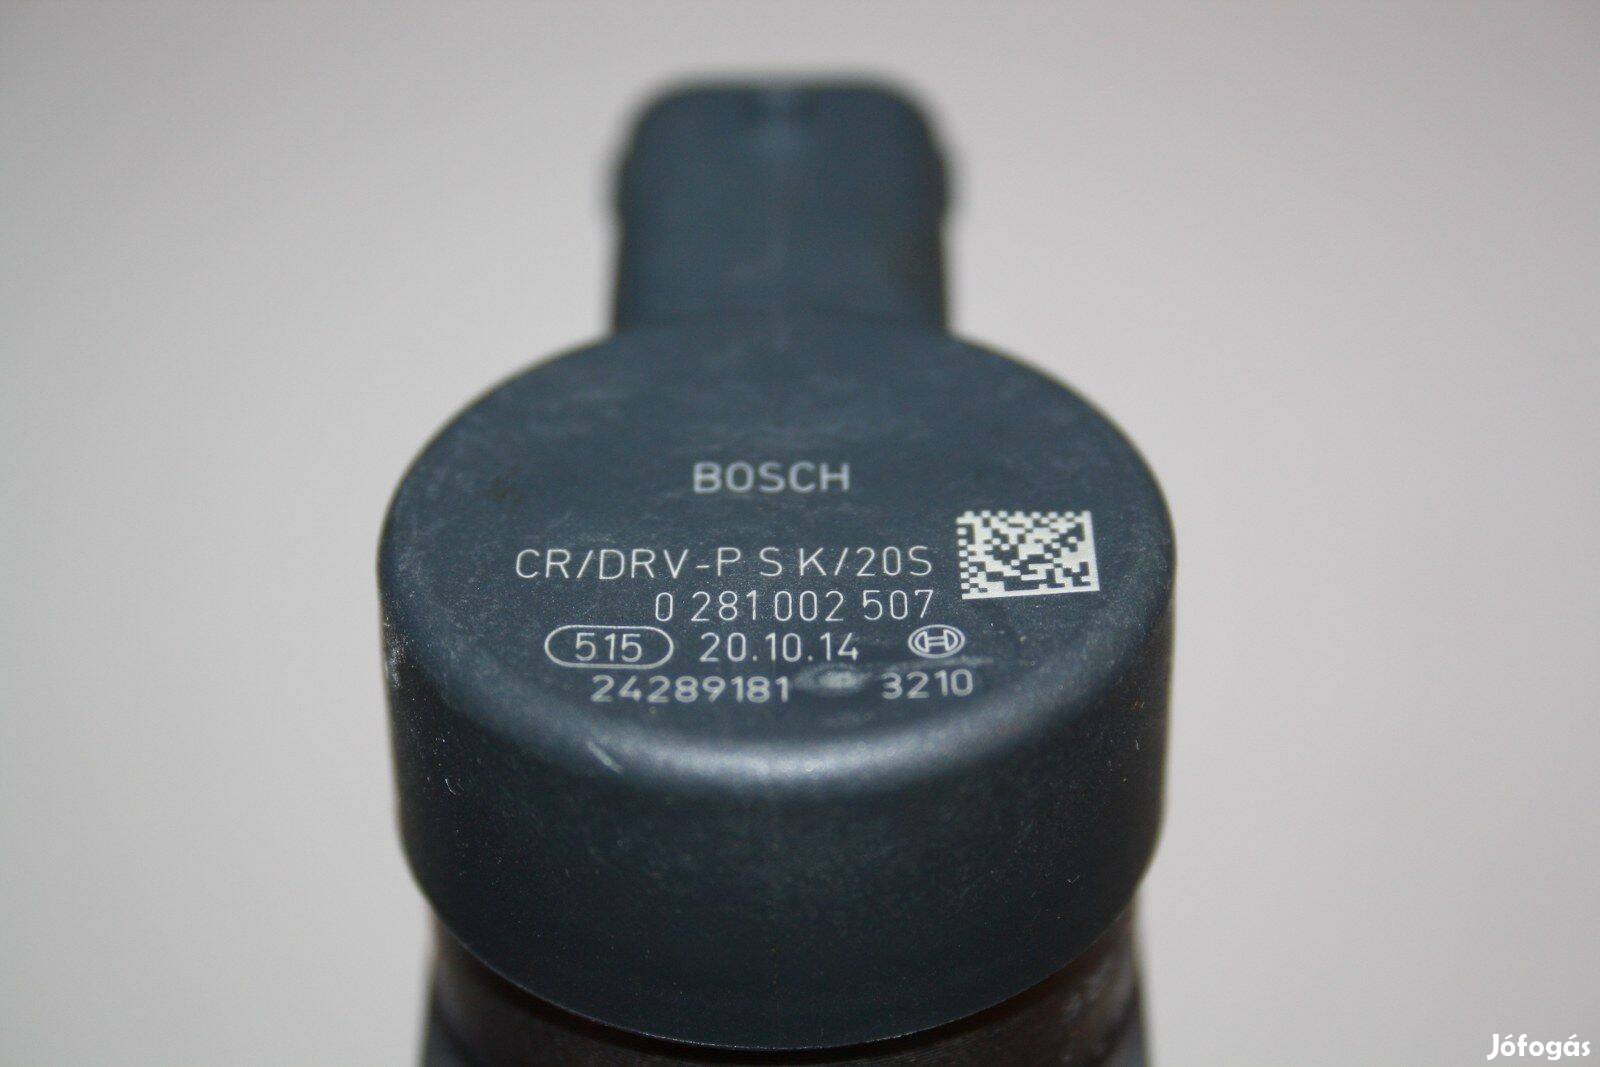 BOSCH
CR/DRV-P S K/20S
0 281 002 507
515 20.10.14
24289181 3210
Jófogás